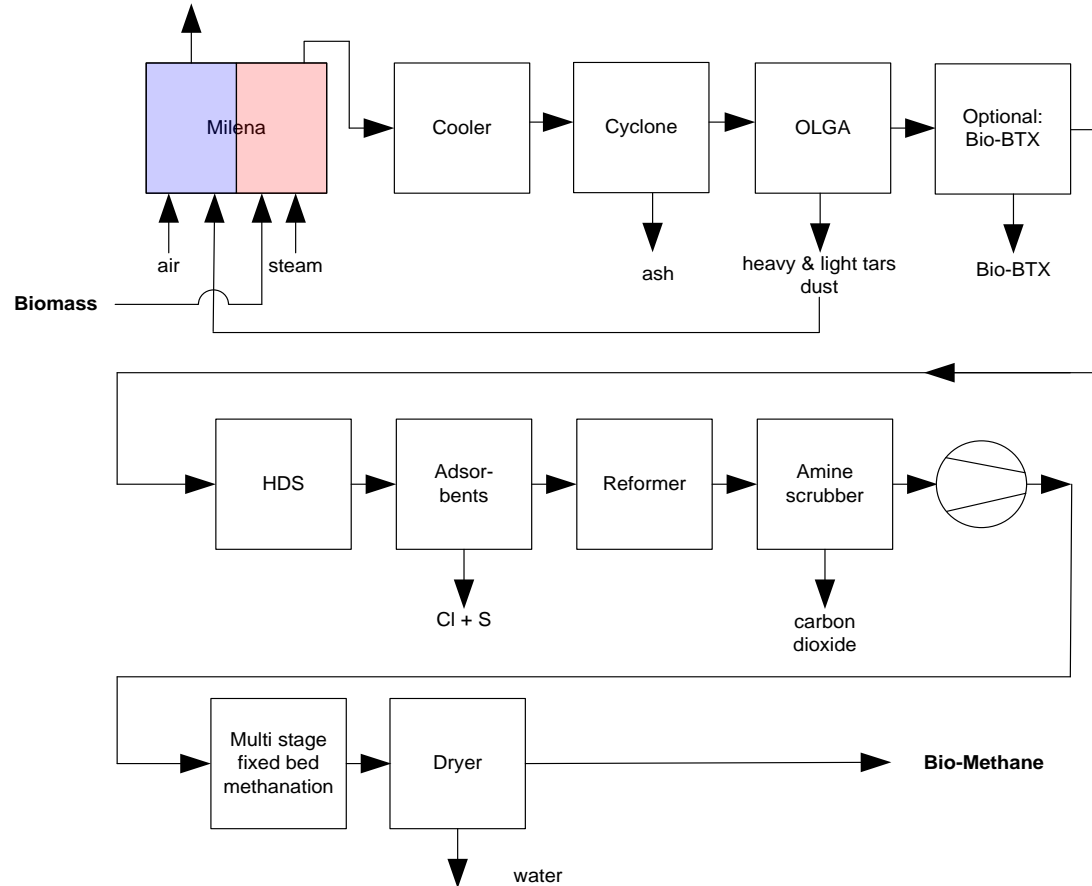 Milena
Cooler
Cyclone
OLGA
Optional:
Bio-BTX
air
steam
ash
heavy & light tars
dust
Bio-BTX
Biomass
HDS
Adsor-
bents
Reformer
Amine
scrubber
Cl + S
carbon
dioxide
Multi stage
fixed bed
methanation
Dryer
Bio-Methane
water